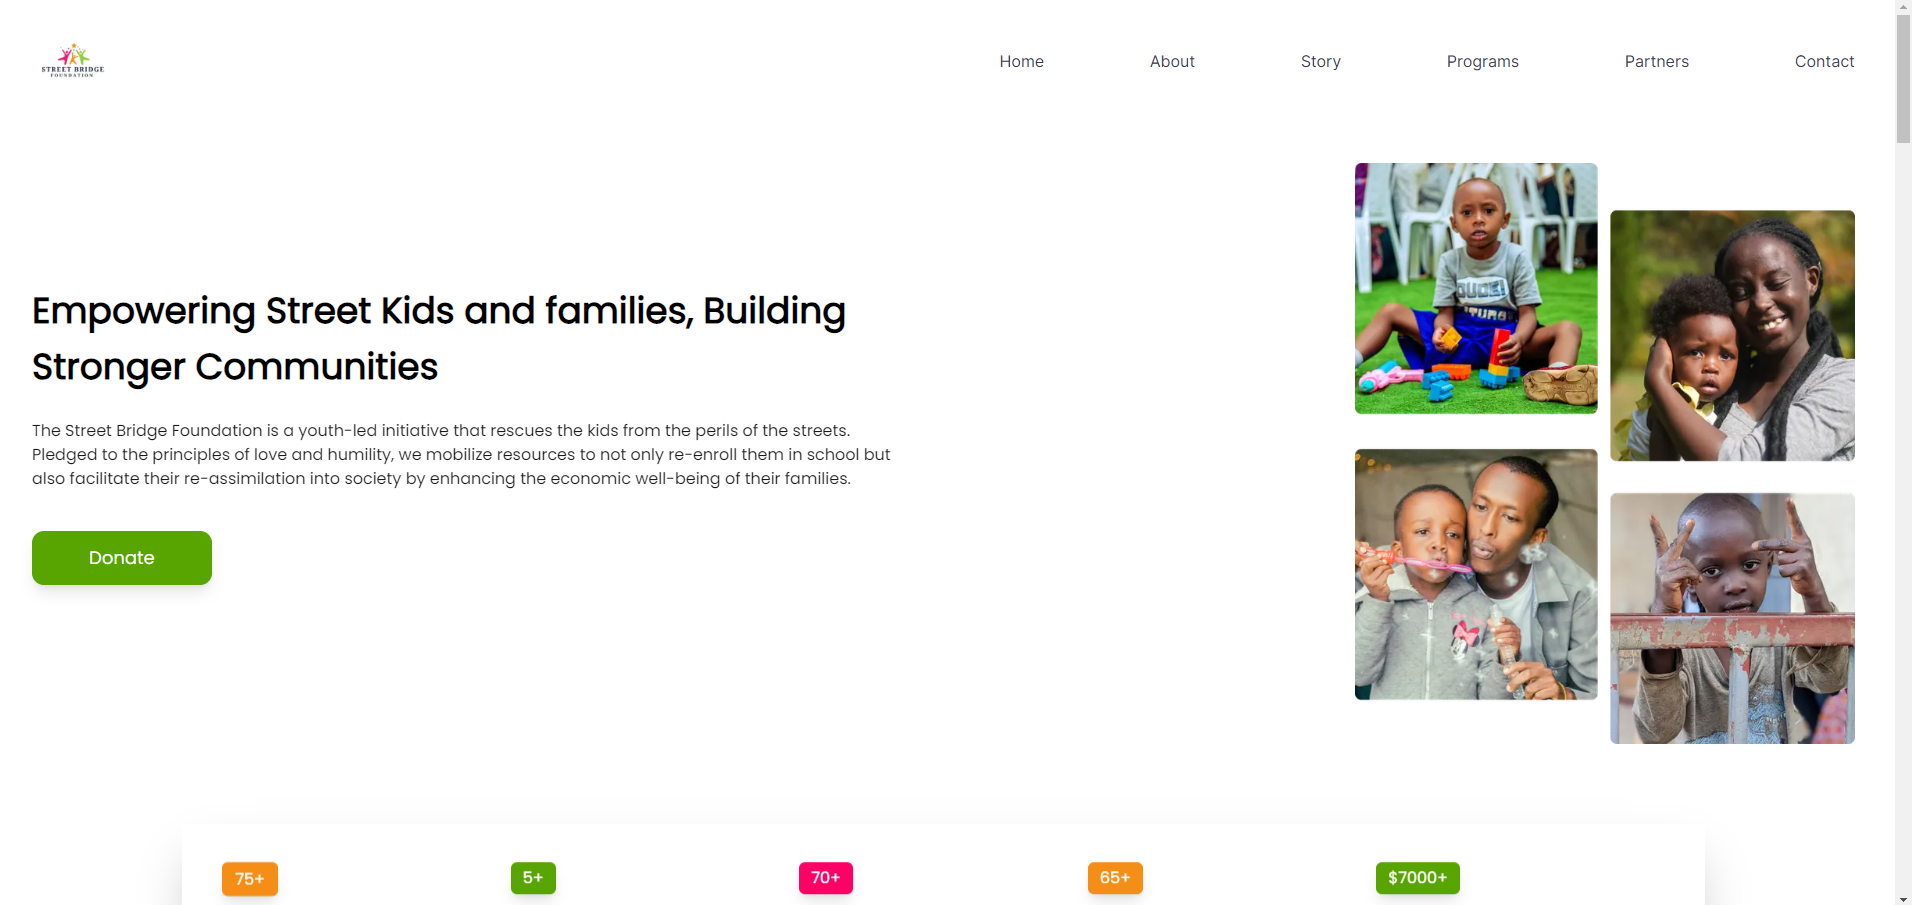 STREET BRIDGE
FOUNDATION
Home
About
Story
Programs
Partners
Contact
Empowering Street Kids and families, Building
Stronger Communities
The Street Bridge Foundation is a youth-led initiative that rescues the kids from the perils of the streets.
Pledged to the principles of love and humility, we mobilize resources to not only re-enroll them in school but
also facilitate their re-assimilation into society by enhancing the economic well-being of their families.
Donate
75+
5+
70+
65+
$7000+